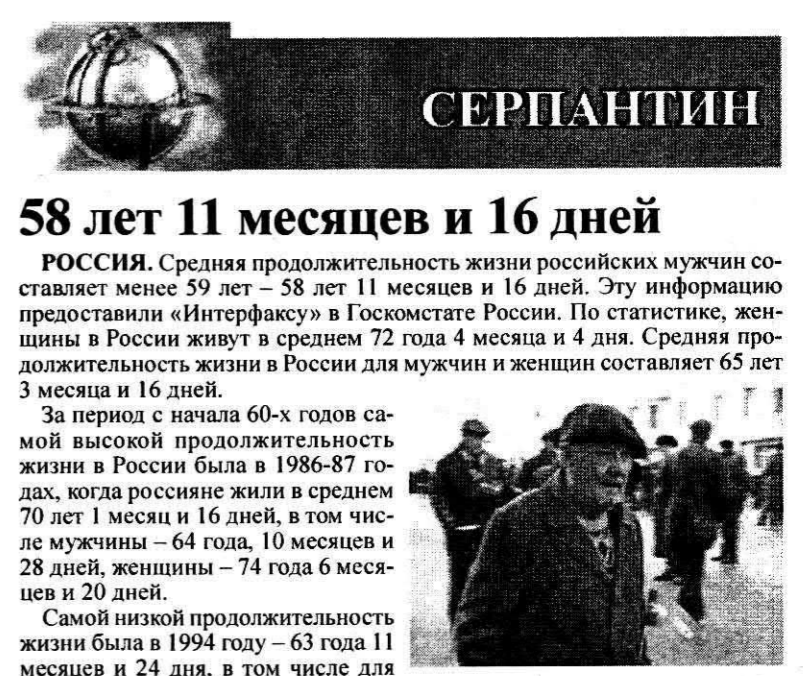 СЕРПАНТИН
58 лет 11 месяцев и 16 дней
РОССИЯ. Средняя продолжительность жизни российских мужчин со-
ставляет менее 59 лет – 58 лет 11 месяцев и 16 дней. Эту информацию
предоставили «Интерфаксу» в Госкомстате России. По статистике, жен-
щины в России живут в среднем 72 года 4 месяца и 4 дня. Средняя про-
должительность жизни в России для мужчин и женщин составляет 65 лет
3 месяца и 16 дней.
За период с начала 60-х годов са-
мой высокой продолжительность
жизни в России была в 1986-87 го-
дах, когда россияне жили в среднем
70 лет 1 месяц и 16 дней, в том чис-
ле мужчины – 64 года, 10 месяцев и
28 дней, женщины – 74 года 6 меся-
цев и 20 дней.
Самой низкой продолжительность
жизни была в 1994 году – 63 года 11
месяцев и 24 дня, в том числе для